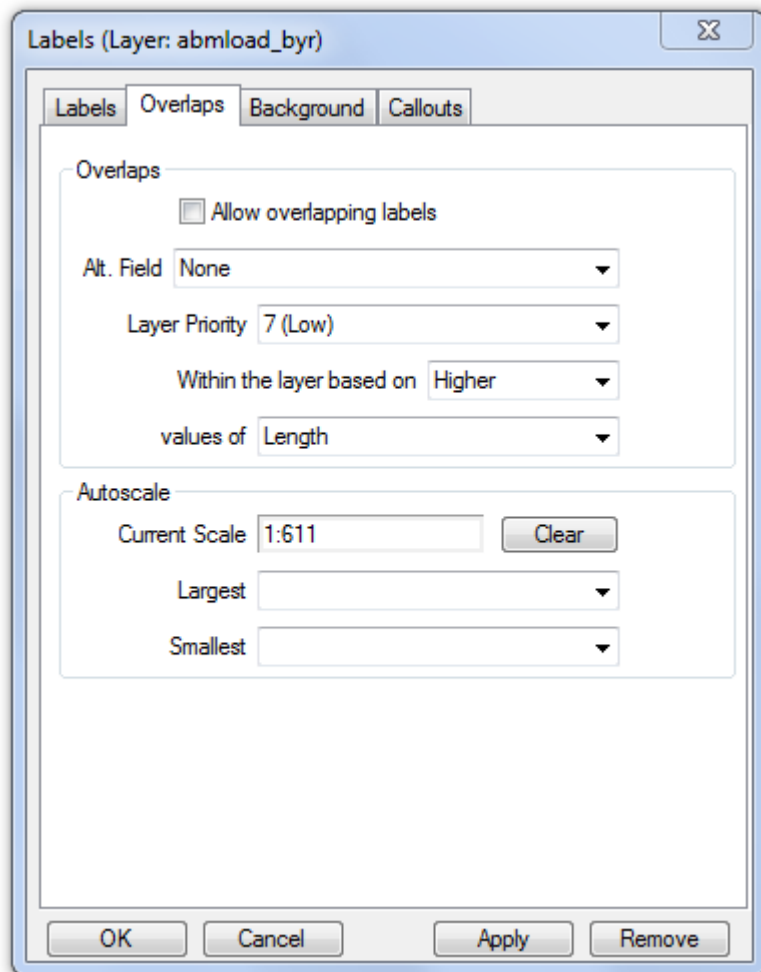 Labels (Layer: abmload_byr)
Labels Overlaps Background Callouts
Overlaps
Allow overlapping labels
Alt. Field None
Layer Priority 7 (Low)
Within the layer based on Higher
values of Length
Autoscale
Current Scale 1:611 Clear
Largest
Smallest
OK Cancel Apply Remove